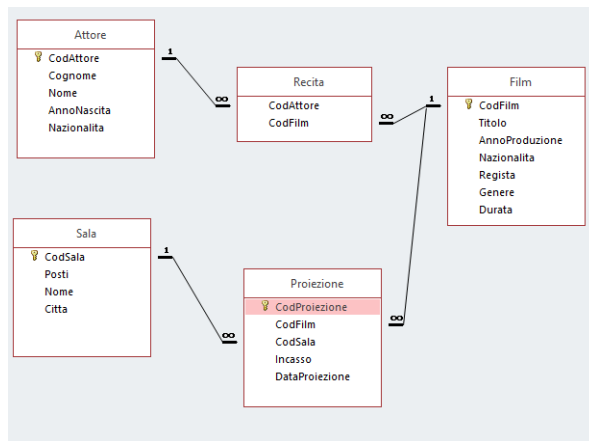 Attore
CodAttore
Cognome
Nome
AnnoNascita
Nazionalita
1
∞
Recita
CodAttore
CodFilm
∞
1
Film
CodFilm
Titolo
AnnoProduzione
Nazionalita
Regista
Genere
Durata
Sala
CodSala
Posti
Nome
Citta
1
∞
Proiezione
CodProiezione
CodFilm
CodSala
Incasso
DataProiezione
∞